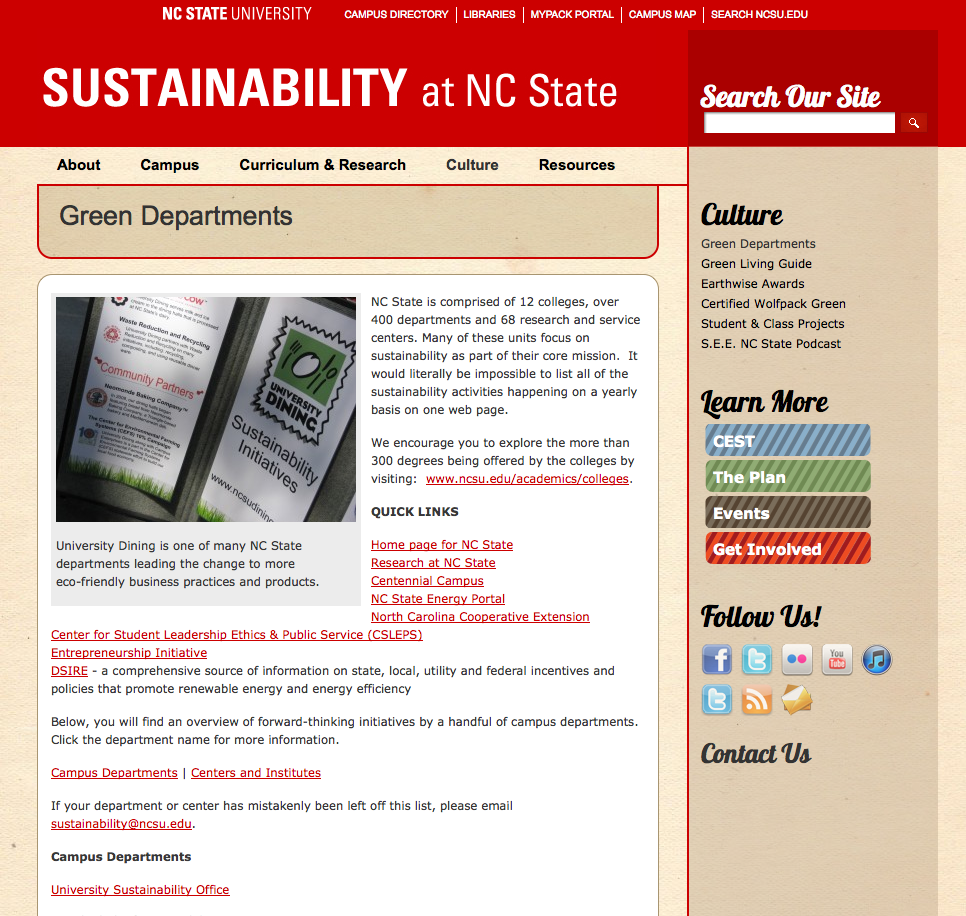 NC STATE UNIVERSITY
CAMPUS DIRECTORY
LIBRARIES
MYPACK PORTAL
CAMPUS MAP
SEARCH NCSU.EDU
SUSTAINABILITY at NC State
Search Our Site
About
Campus
Curriculum & Research
Culture
Resources
Green Departments
Waste Reduction and Recycling
Community Partners
Neomonde Baking Company
The Center for Environmental Farming
Systems (CEFS) 10% Campaign
UNIVERSITY
DINING
Sustainability
Initiatives
www.ncsudining
University Dining is one of many NC State
departments leading the change to more
eco-friendly business practices and products.
NC State is comprised of 12 colleges, over
400 departments and 68 research and service
centers. Many of these units focus on
sustainability as part of their core mission.  It
would literally be impossible to list all of the
sustainability activities happening on a yearly
basis on one web page.
We encourage you to explore the more than
300 degrees being offered by the colleges by
visiting:  www.ncsu.edu/academics/colleges.
QUICK LINKS
Home page for NC State
Research at NC State
Centennial Campus
NC State Energy Portal
North Carolina Cooperative Extension
Center for Student Leadership Ethics & Public Service (CSLEPS)
Entrepreneurship Initiative
DSIRE - a comprehensive source of information on state, local, utility and federal incentives and
policies that promote renewable energy and energy efficiency
Below, you will find an overview of forward-thinking initiatives by a handful of campus departments.
Click the department name for more information.
Campus Departments | Centers and Institutes
If your department or center has mistakenly been left off this list, please email
sustainability@ncsu.edu.
Campus Departments
University Sustainability Office
Culture
Green Departments
Green Living Guide
Earthwise Awards
Certified Wolfpack Green
Student & Class Projects
S.E.E. NC State Podcast
Learn More
CEST
The Plan
Events
Get Involved
Follow Us!
You
Tube
Contact Us